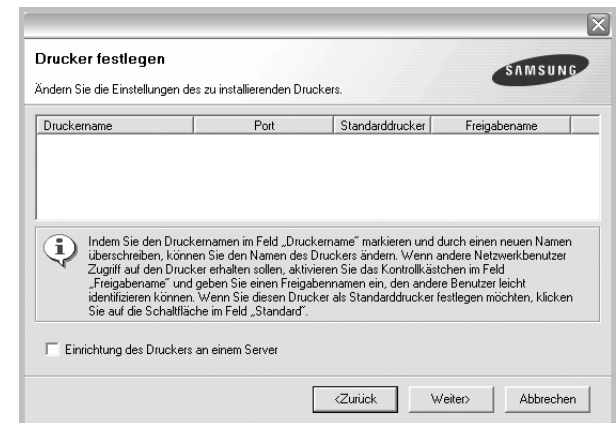 Drucker festlegen
SAMSUNG
Ändern Sie die Einstellungen des zu installierenden Druckers.
Druckername Port Standarddrucker Freigabename
Indem Sie den Druckernamen im Feld „Druckername" markieren und durch einen neuen Namen
überschreiben, können Sie den Namen des Druckers ändern. Wenn andere Netzwerkbenutzer
Zugriff auf den Drucker erhalten sollen, aktivieren Sie das Kontrollkästchen im Feld
„Freigabename" und geben Sie einen Freigabennamen ein, den andere Benutzer leicht
identifizieren können. Wenn Sie diesen Drucker als Standarddrucker festlegen möchten, klicken
Sie auf die Schaltfläche im Feld „Standard".
Einrichtung des Druckers an einem Server
<Zurück Weiter> Abbrechen